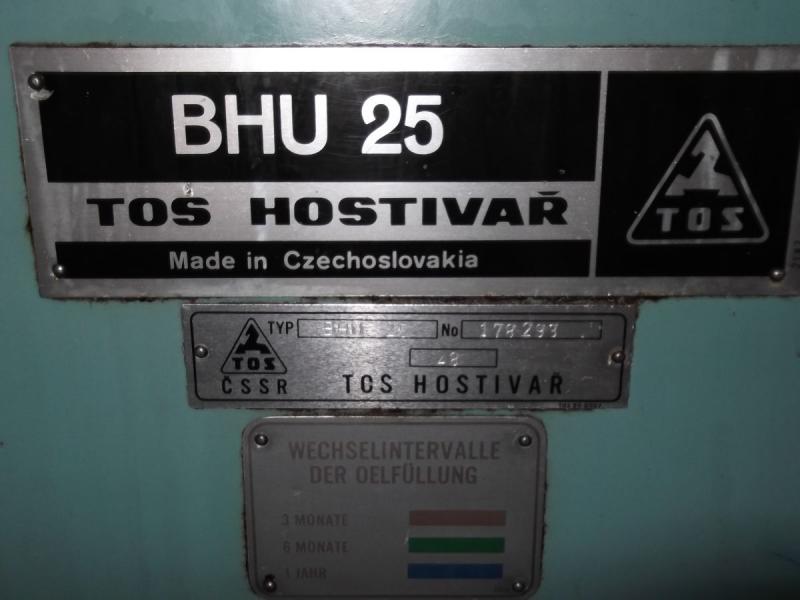 BHU 25
TOS HOSTIVAŘ
TOS
Made in Czechoslovakia
TYP No
TOS
ČSSR TOS HOSTIVAŘ
WECHSELINTERVALLE
DER OELFÜLLUNG
3 MONATE
6 MONATE
1 JAHR